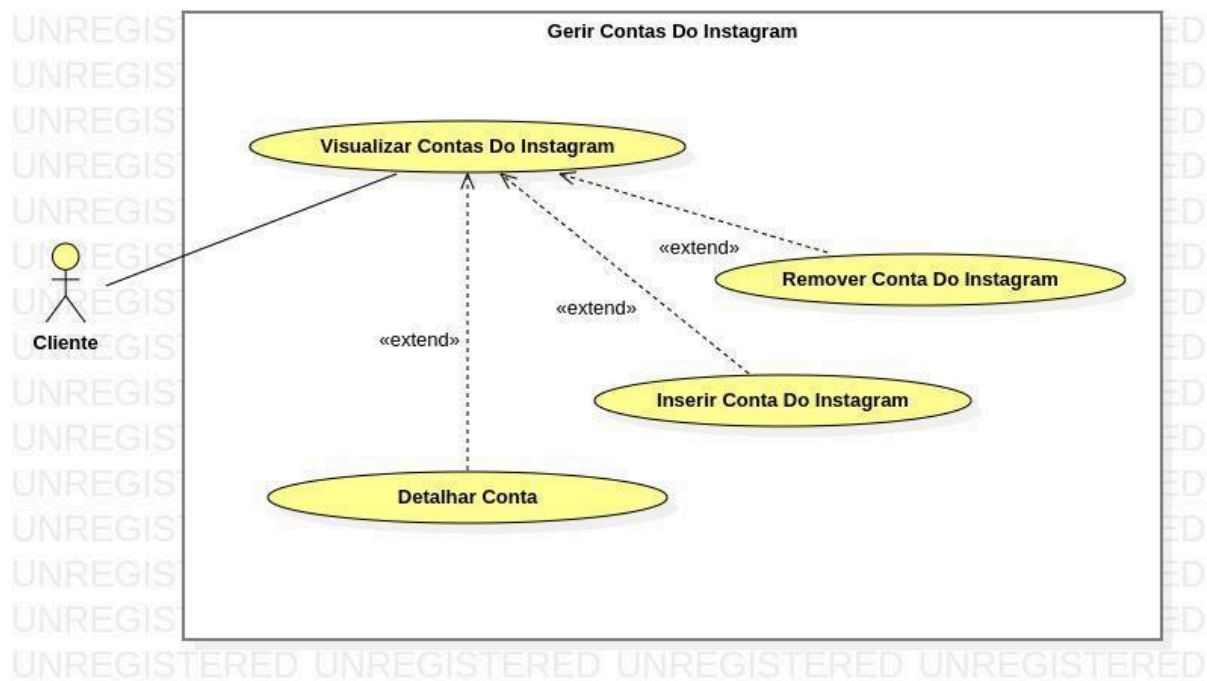 Gerir Contas Do Instagram
Visualizar Contas Do Instagram
«extend»
Remover Conta Do Instagram
«extend»
Cliente
«extend»
Inserir Conta Do Instagram
Detalhar Conta
UNREGISTERED UNREGISTERED UNREGISTERED UNREGISTERED